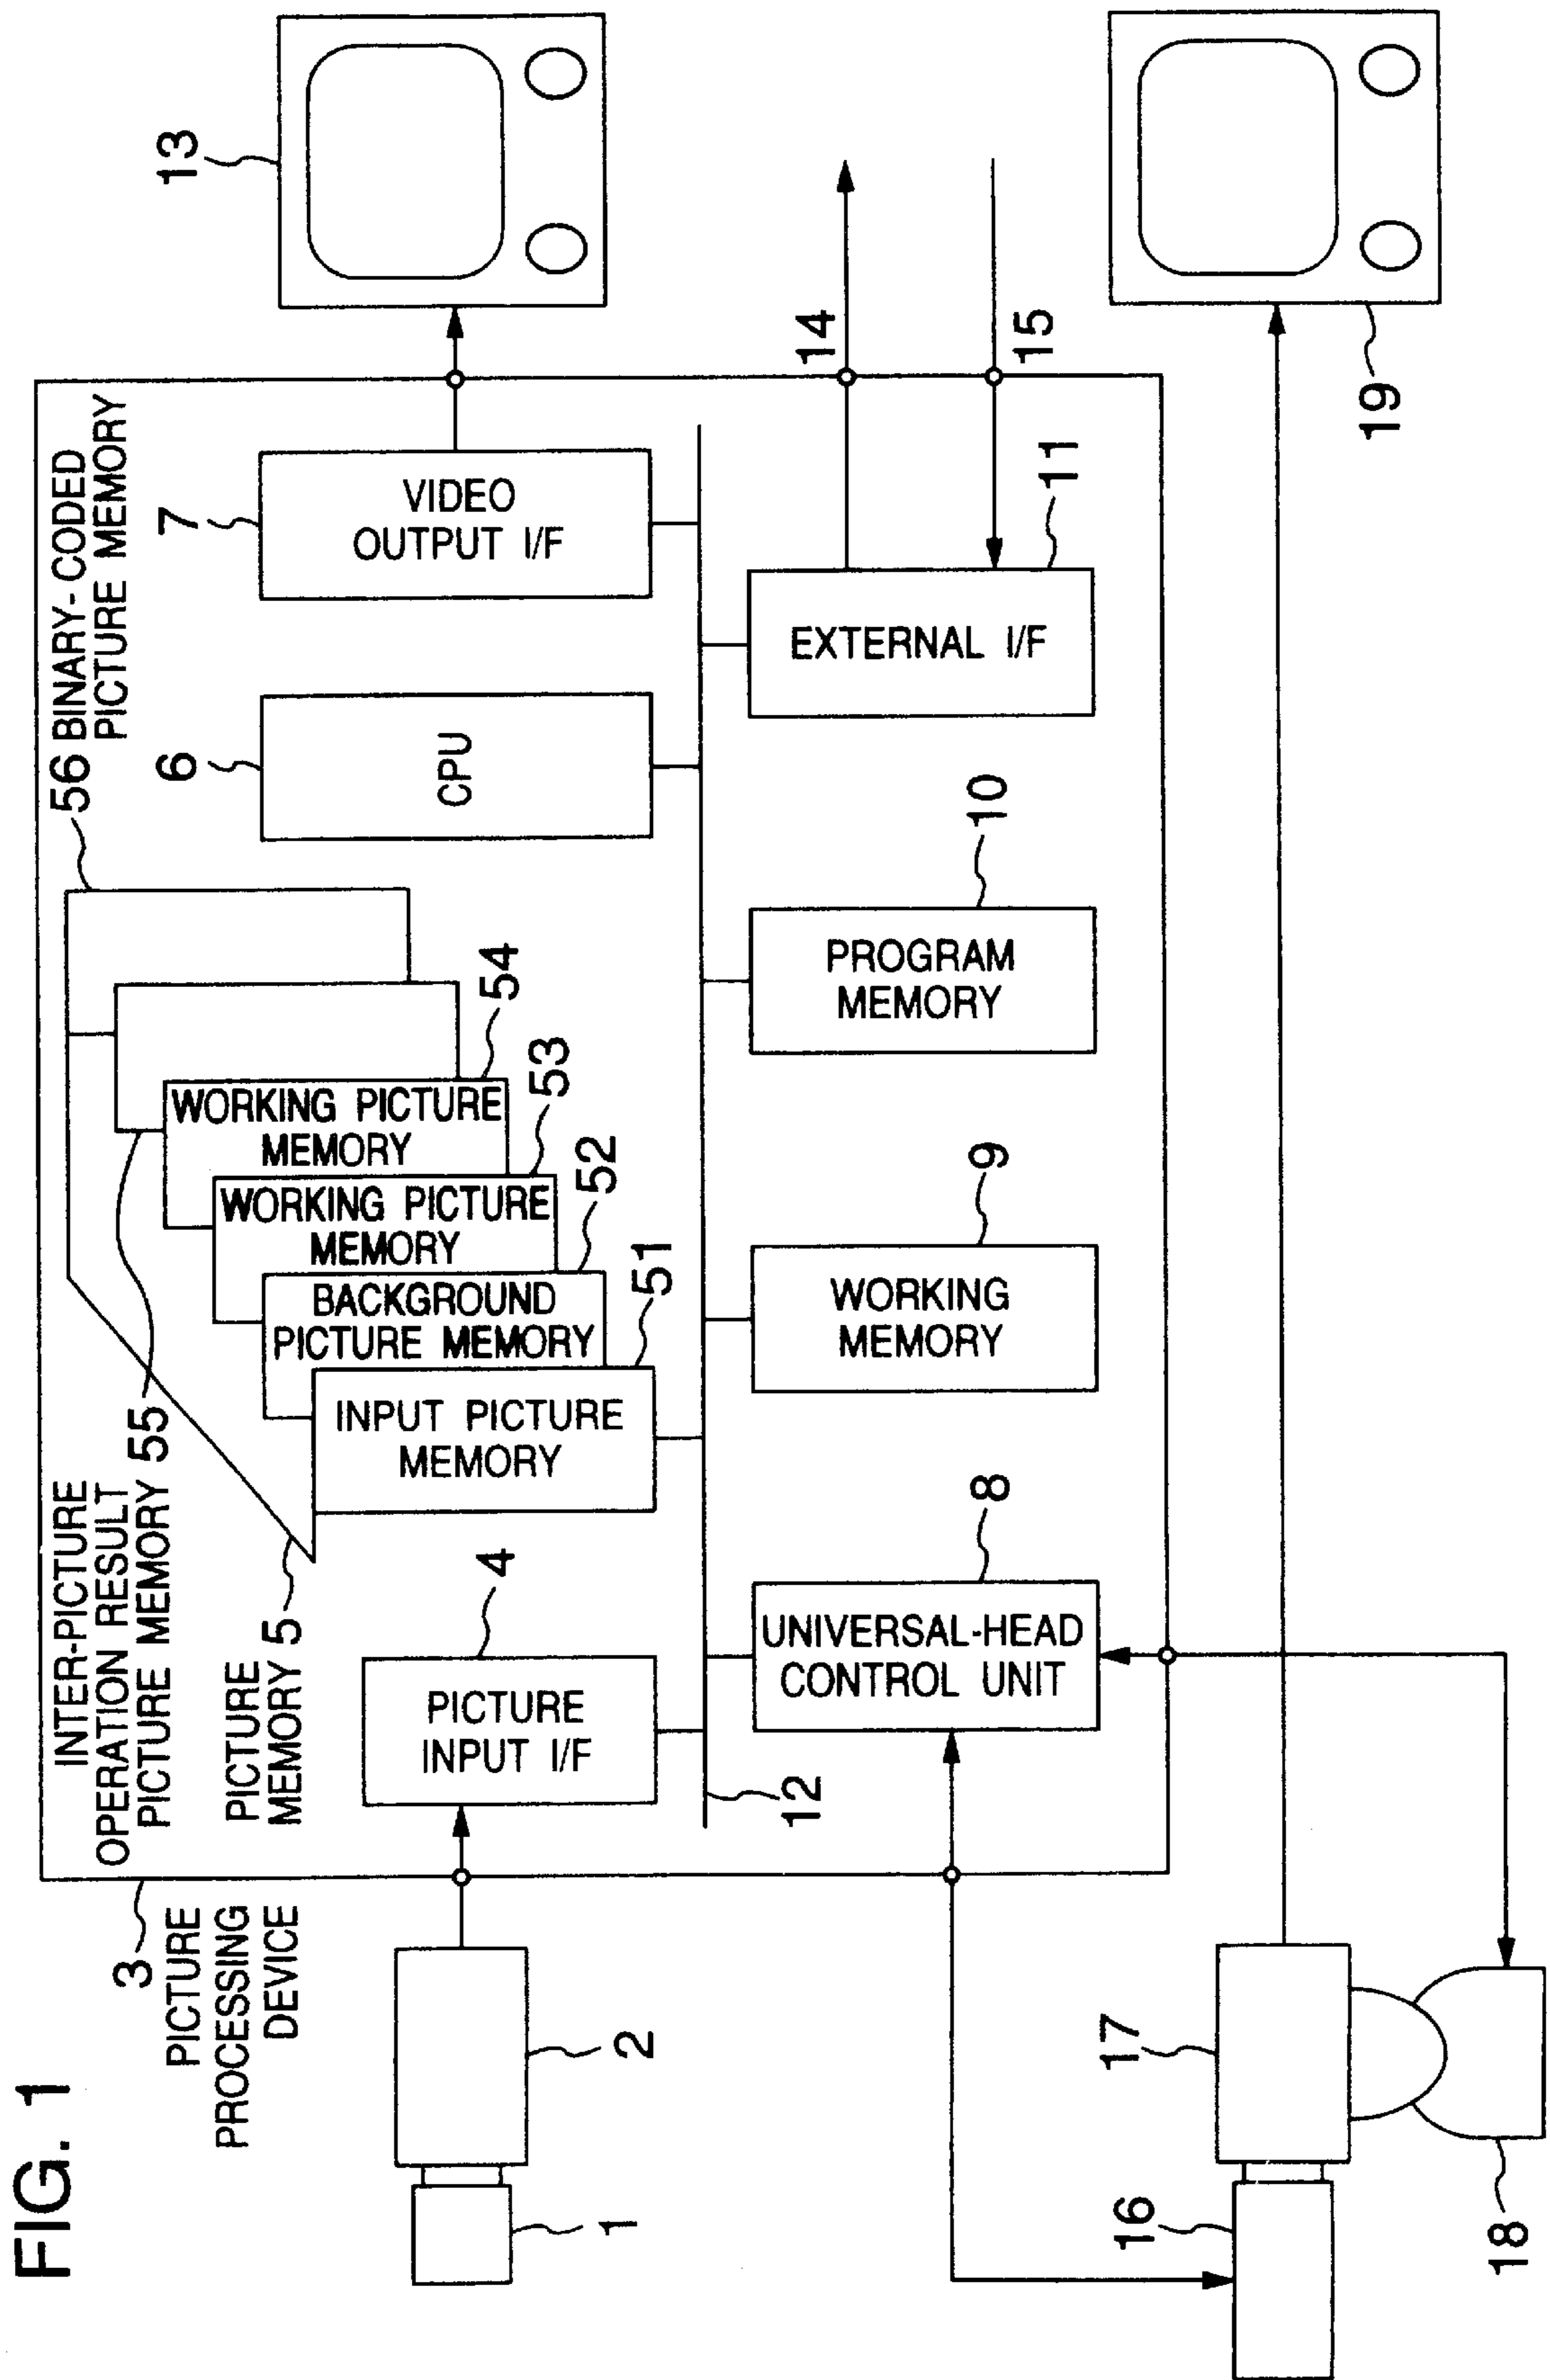 FIG. 1
3
PICTURE
PROCESSING
DEVICE
INTER-PICTURE
OPERATION RESULT
PICTURE MEMORY 55
56 BINARY-CODED
PICTURE MEMORY
PICTURE
MEMORY 5
WORKING PICTURE
MEMORY
54
WORKING PICTURE
MEMORY
53
BACKGROUND
PICTURE MEMORY
52
INPUT PICTURE
MEMORY
51
1
2
4
PICTURE
INPUT I/F
6
CPU
7
VIDEO
OUTPUT I/F
13
12
8
UNIVERSAL-HEAD
CONTROL UNIT
9
WORKING
MEMORY
10
PROGRAM
MEMORY
11
EXTERNAL I/F
14
15
16
17
18
19